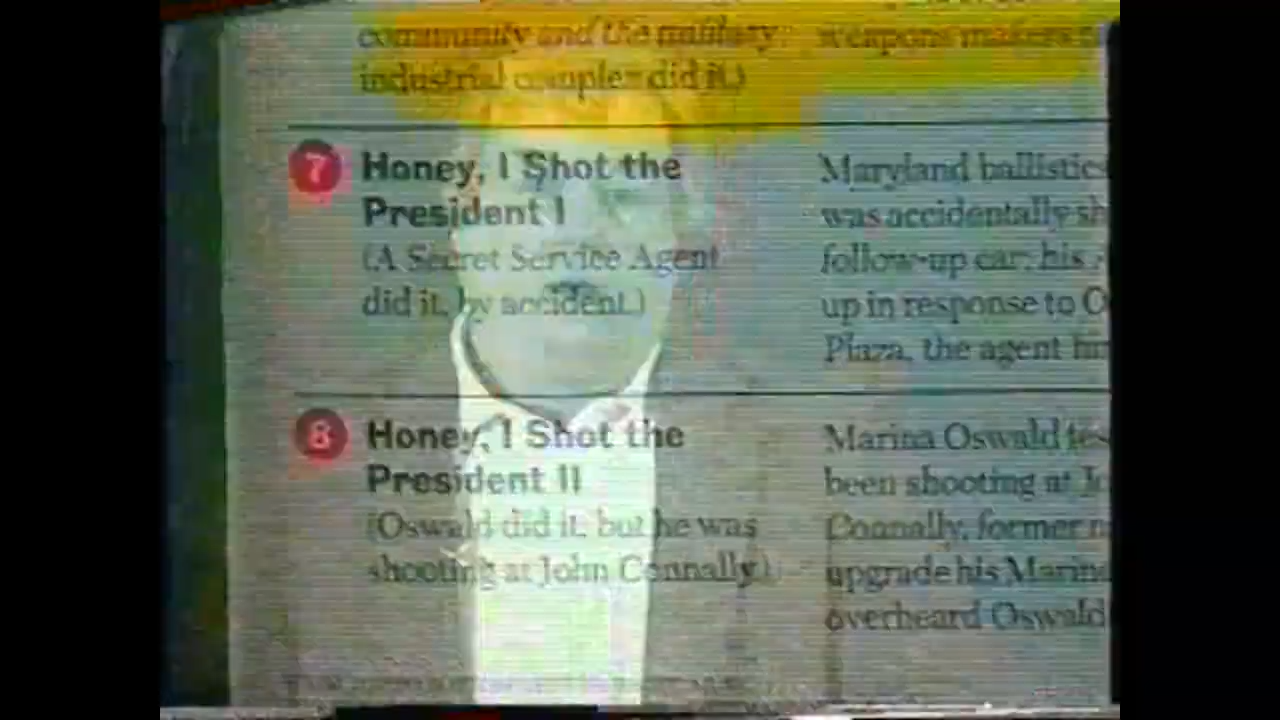 community and the military-
weapons makers
industrial complex did it.)
7 Honey, I Shot the
President I
(A Secret Service Agent
did it, by accident.)
Maryland ballistics
was accidentally sh
follow-up car; his
up in response to O
Plaza, the agent
8 Honey, I Shot the
President II
(Oswald did it, but he was
shooting at John Connally.)
Marina Oswald tes
been shooting at
Connally, former
upgrade his Marine
overheard Oswald